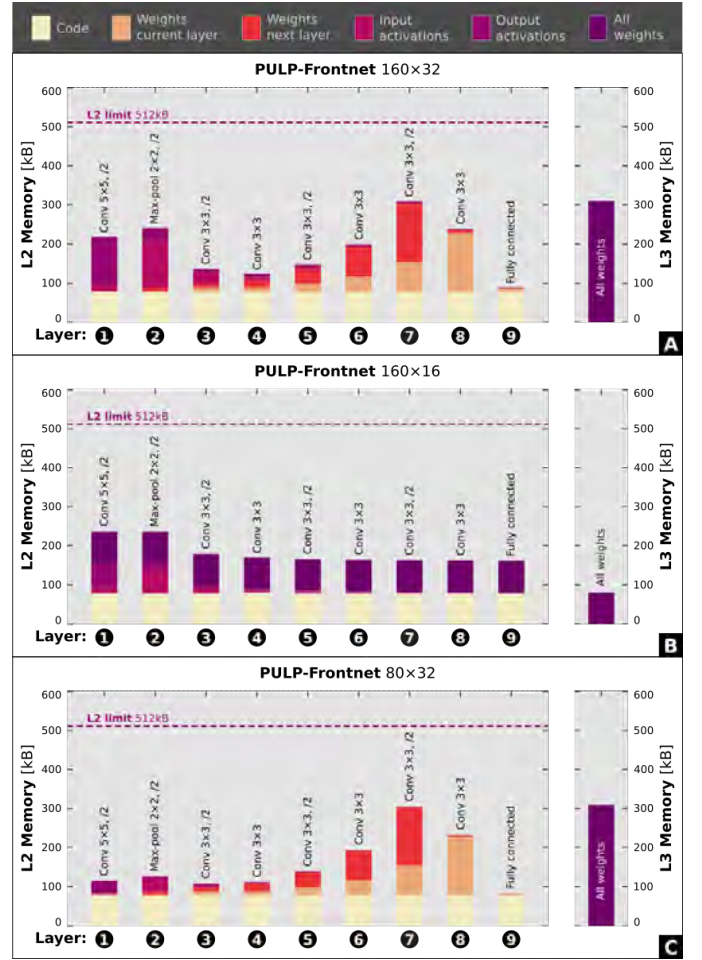 Code
Weights
current layer
Weights
next layer
Input
activations
Output
activations
All
weights
PULP-Frontnet 160×32
L2 Memory [kB]
600
500
400
300
200
100
0
L2 limit 512kB
Conv 5×5, /2
Max-pool 2×2, /2
Conv 3×3, /2
Conv 3×3
Conv 3×3, /2
Conv 3x3
Conv 3×3, /2
Conv 3×3
Fully connected
All weights
600
500
400
300
200
100
0
L3 Memory [kB]
Layer: 1 2 3 4 5 6 7 8 9
A
PULP-Frontnet 160×16
L2 Memory [kB]
600
500
400
300
200
100
0
L2 limit 512kB
Conv 5×5, /2
Max-pool 2×2, /2
Conv 3×3, /2
Conv 3×3
Conv 3×3, /2
Conv 3×3
Conv 3×3, /2
Conv 3×3
Fully connected
All weights
600
500
400
300
200
100
0
L3 Memory [kB]
Layer: 1 2 3 4 5 6 7 8 9
B
PULP-Frontnet 80×32
L2 Memory [kB]
600
500
400
300
200
100
0
L2 limit 512kB
Conv 5×5, /2
Max-pool 2×2, /2
Conv 3×3, /2
Conv 3×3
Conv 3×3, /2
Conv 3×3
Conv 3×3, /2
Conv 3×3
Fully connected
All weights
600
500
400
300
200
100
0
L3 Memory [kB]
Layer: 1 2 3 4 5 6 7 8 9
C